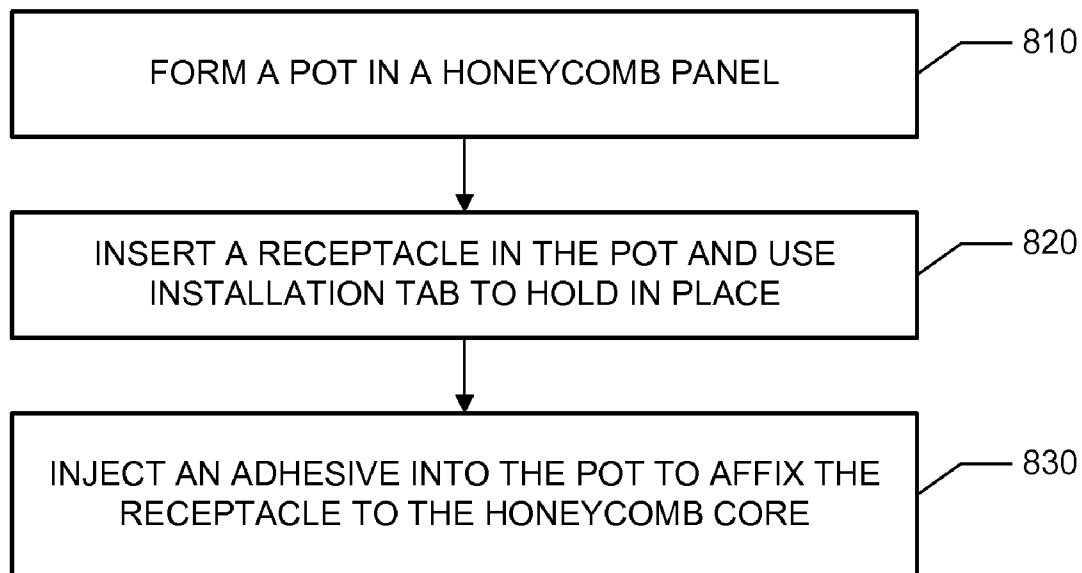 FORM A POT IN A HONEYCOMB PANEL
810
INSERT A RECEPTACLE IN THE POT AND USE
INSTALLATION TAB TO HOLD IN PLACE
820
INJECT AN ADHESIVE INTO THE POT TO AFFIX THE
RECEPTACLE TO THE HONEYCOMB CORE
830